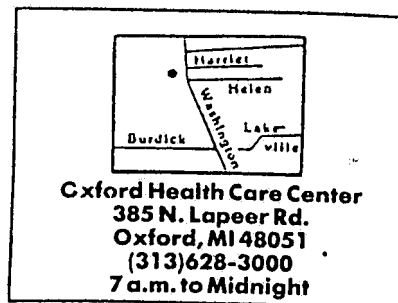 Harriet
Helen
Washington
Lake
ville
Burdick
Oxford Health Care Center
385 N. Lapeer Rd.
Oxford, MI 48051
(313)628-3000
7 a.m. to Midnight